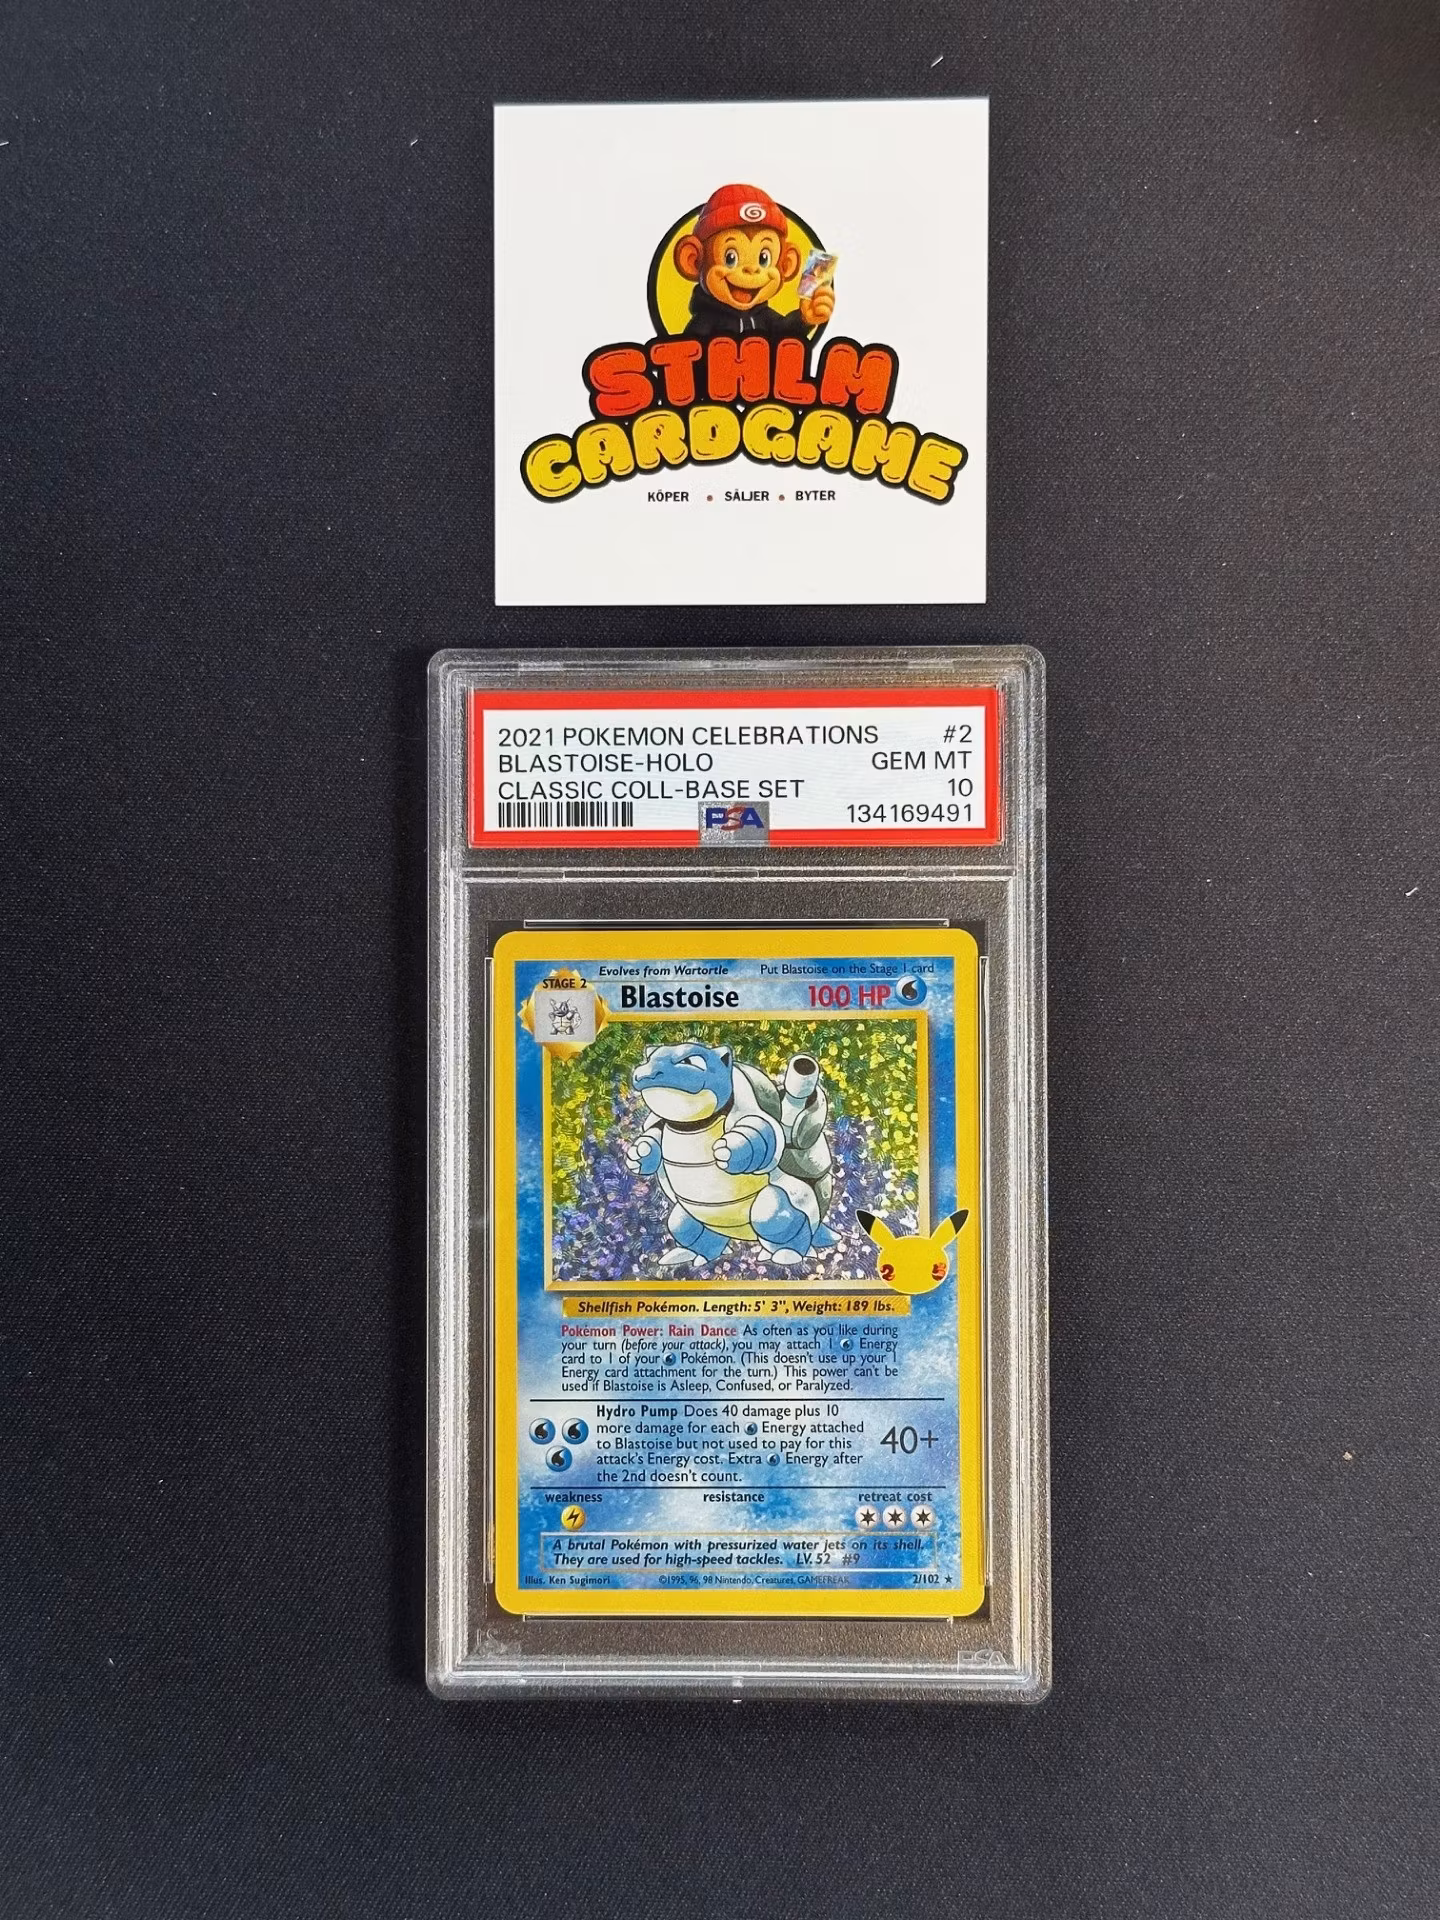 STHLM
CARDGAME
KÖPER • SÄLJER • BYTER
2021 POKEMON CELEBRATIONS #2
BLASTOISE-HOLO GEM MT
CLASSIC COLL-BASE SET 10
PSA 134169491
Evolves from Wartortle Put Blastoise on the Stage 1 card
STAGE 2
Blastoise 100 HP
25
Shellfish Pokémon. Length: 5' 3", Weight: 189 lbs.
Pokémon Power: Rain Dance As often as you like during
your turn (before your attack), you may attach 1 Energy
card to 1 of your Pokémon. (This doesn't use up your 1
Energy card attachment for the turn.) This power can't be
used if Blastoise is Asleep, Confused, or Paralyzed.
Hydro Pump Does 40 damage plus 10
more damage for each Energy attached
to Blastoise but not used to pay for this
attack's Energy cost. Extra Energy after
the 2nd doesn't count.
40+
weakness resistance retreat cost
A brutal Pokémon with pressurized water jets on its shell.
They are used for high-speed tackles. LV. 52 #9
Illus. Ken Sugimori ©1995, 96, 98 Nintendo, Creatures, GAMEFREAK 2/102 ★
PSA